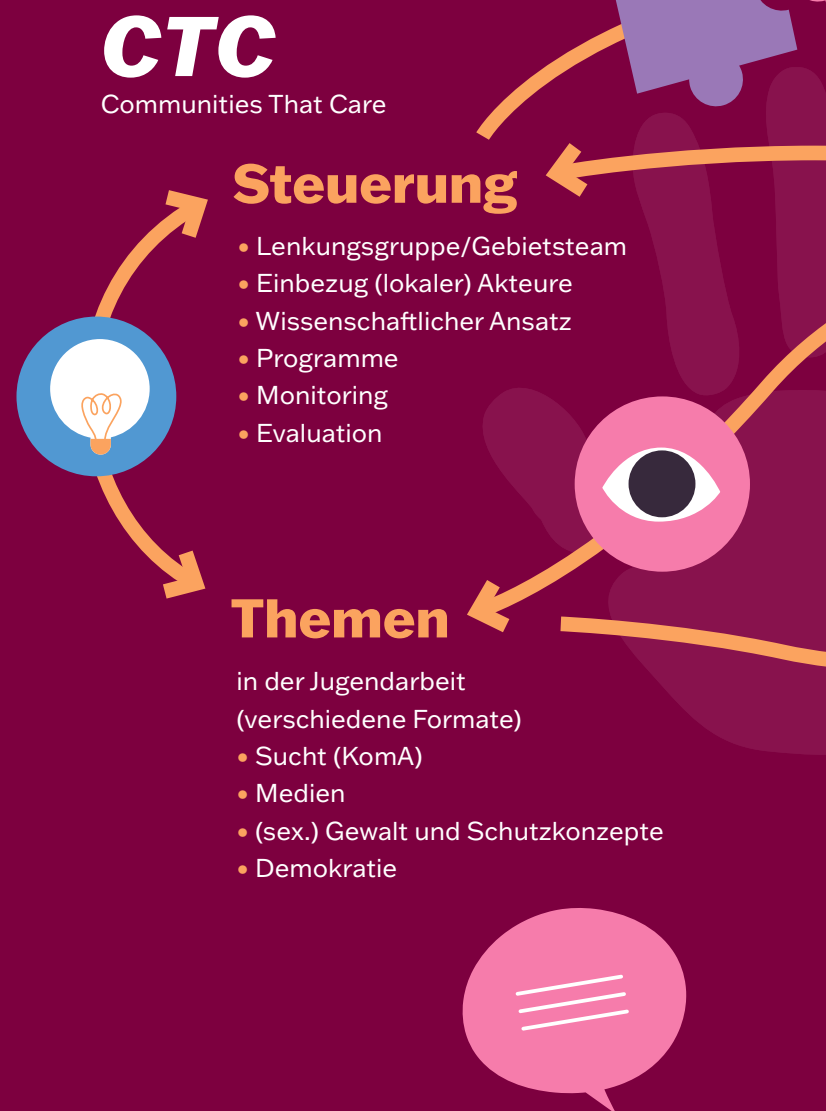 CTC
Communities That Care
Steuerung
• Lenkungsgruppe/Gebietsteam
• Einbezug (lokaler) Akteure
• Wissenschaftlicher Ansatz
• Programme
• Monitoring
• Evaluation
Themen
in der Jugendarbeit
(verschiedene Formate)
• Sucht (KomA)
• Medien
• (sex.) Gewalt und Schutzkonzepte
• Demokratie